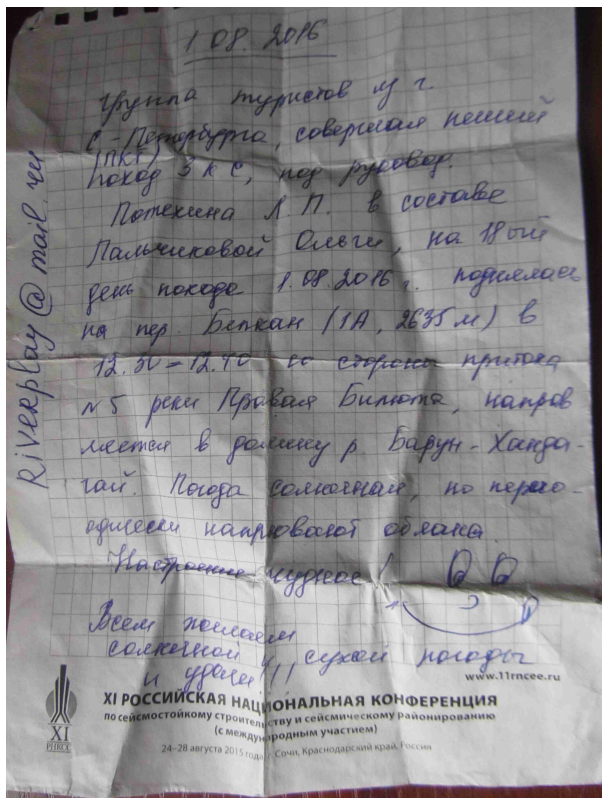 1 08. 2016
Группа туристов из г.
С-Петербурга, совершая пеший
(ПКТ)
поход 3 к с, под руковод.
Потехина Л.П. в составе
Пальчиковой Ольги, на 18ый
день похода 1.08.2016 г. поднялась
на пер. (1А, 2635 м) в
12.30-12.40 со стороны притока
№5 реки Правая Билюта, направ
ляется в долину р. Барун-Ханда-
гай. Погода солнечная, но перио-
одически наплывают облака.
Настроение чудное!
Всем желаем
солнечной и сухой погоды
и удачи!!!
Riverplay@mail.ru
www.11rncee.ru
XI РОССИЙСКАЯ НАЦИОНАЛЬНАЯ КОНФЕРЕНЦИЯ
по сейсмостойкому строительству и сейсмическому районированию
(с международным участием)
24–28 августа 2015 года, г. Сочи, Краснодарский край, Россия
XI
РНКСС